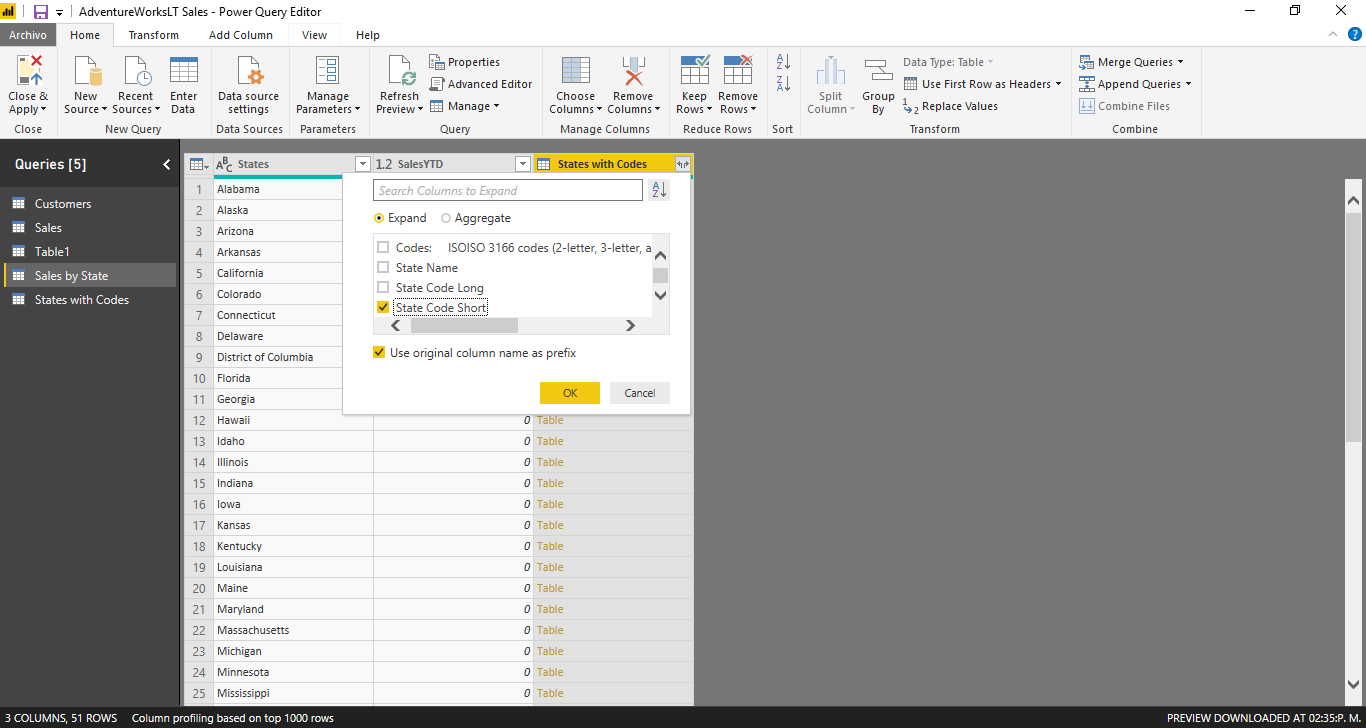 AdventureWorksLT Sales - Power Query Editor
Archivo Home Transform Add Column View Help
Close & Apply
Close
New Source
Recent Sources
Enter Data
New Query
Data source settings
Data Sources
Manage Parameters
Parameters
Refresh Preview
Properties
Advanced Editor
Manage
Query
Choose Columns
Remove Columns
Manage Columns
Keep Rows
Remove Rows
Reduce Rows
Sort
Split Column
Group By
Data Type: Table
Use First Row as Headers
Replace Values
Transform
Merge Queries
Append Queries
Combine Files
Combine
Queries [5]
Customers
Sales
Table1
Sales by State
States with Codes
ABC States 1.2 SalesYTD States with Codes
Search Columns to Expand
Expand Aggregate
Codes: ISOISO 3166 codes (2-letter, 3-letter, a
State Name
State Code Long
State Code Short
Use original column name as prefix
OK Cancel
1 Alabama
2 Alaska
3 Arizona
4 Arkansas
5 California
6 Colorado
7 Connecticut
8 Delaware
9 District of Columbia
10 Florida
11 Georgia
12 Hawaii 0 Table
13 Idaho 0 Table
14 Illinois 0 Table
15 Indiana 0 Table
16 Iowa 0 Table
17 Kansas 0 Table
18 Kentucky 0 Table
19 Louisiana 0 Table
20 Maine 0 Table
21 Maryland 0 Table
22 Massachusetts 0 Table
23 Michigan 0 Table
24 Minnesota 0 Table
25 Mississippi 0 Table
3 COLUMNS, 51 ROWS Column profiling based on top 1000 rows PREVIEW DOWNLOADED AT 02:35:P. M.